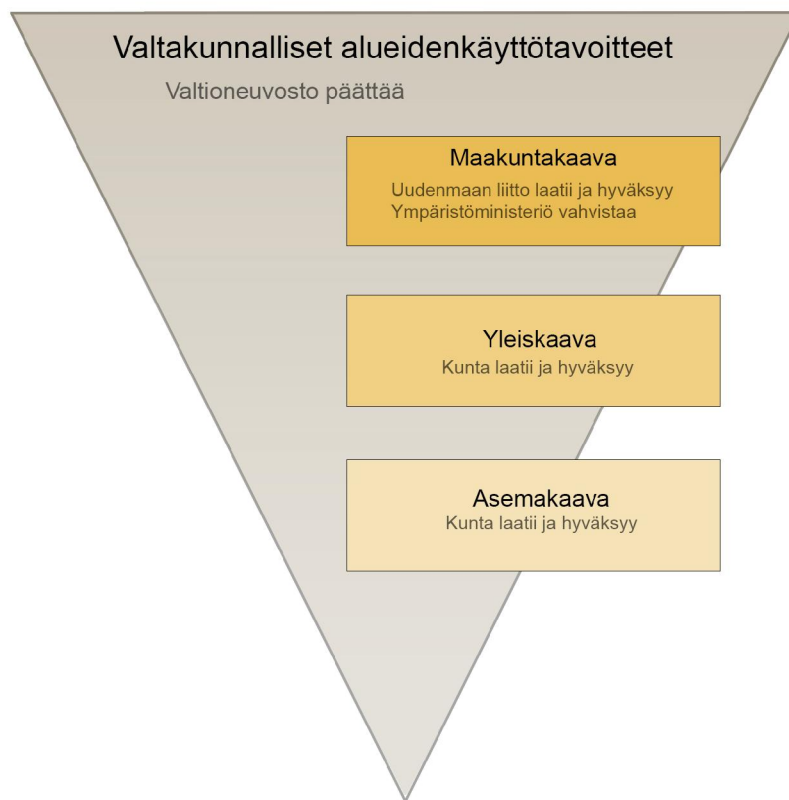 Valtakunnalliset alueidenkäyttötavoitteet
Valtioneuvosto päättää
Maakuntakaava
Uudenmaan liitto laatii ja hyväksyy
Ympäristöministeriö vahvistaa
Yleiskaava
Kunta laatii ja hyväksyy
Asemakaava
Kunta laatii ja hyväksyy